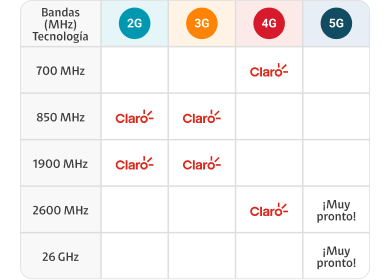 Bandas
(MHz)
Tecnología
2G
3G
4G
5G
700 MHz
Claro
850 MHz
Claro
Claro
1900 MHz
Claro
Claro
2600 MHz
Claro
¡Muy
pronto!
26 GHz
¡Muy
pronto!